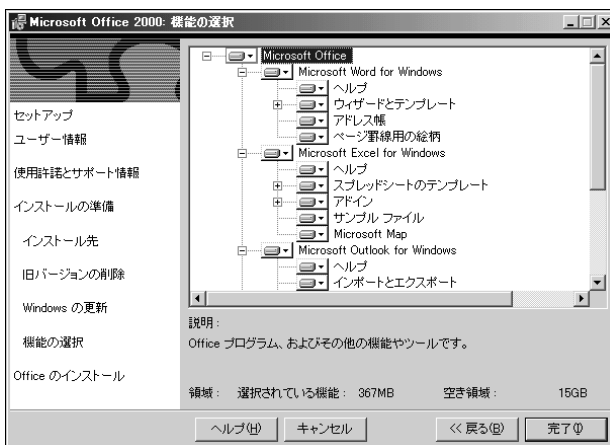 Microsoft Office 2000: 機能の選択
セットアップ
ユーザー情報
使用許諾とサポート情報
インストールの準備
インストール先
旧バージョンの削除
Windows の更新
機能の選択
Office のインストール
Microsoft Office
Microsoft Word for Windows
ヘルプ
ウィザードとテンプレート
アドレス帳
ページ罫線用の絵柄
Microsoft Excel for Windows
ヘルプ
スプレッドシートのテンプレート
アドイン
サンプル ファイル
Microsoft Map
Microsoft Outlook for Windows
ヘルプ
インポートとエクスポート
説明:
Office プログラム、およびその他の機能やツールです。
領域: 選択されている機能: 367MB 空き領域: 15GB
ヘルプ(H) キャンセル << 戻る(B) 完了(I)